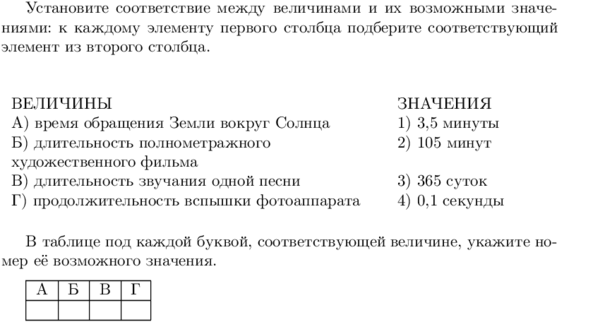 Установите соответствие между величинами и их возможными значе-
ниями: к каждому элементу первого столбца подберите соответствующий
элемент из второго столбца.
ВЕЛИЧИНЫ ЗНАЧЕНИЯ
А) время обращения Земли вокруг Солнца 1) 3,5 минуты
Б) длительность полнометражного 2) 105 минут
художественного фильма
В) длительность звучания одной песни 3) 365 суток
Г) продолжительность вспышки фотоаппарата 4) 0,1 секунды
В таблице под каждой буквой, соответствующей величине, укажите но-
мер её возможного значения.
А Б В Г